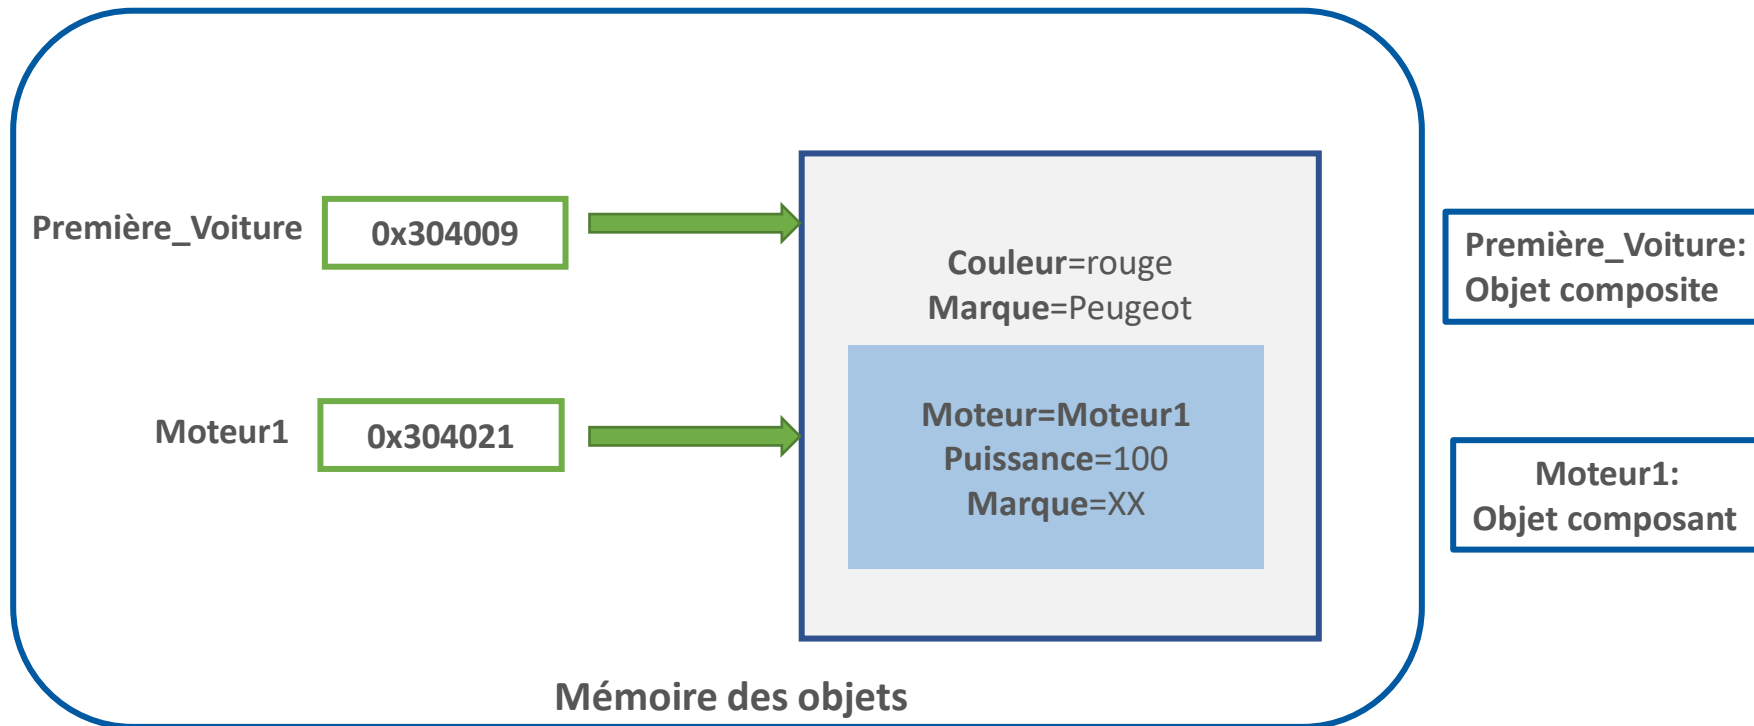 Première_Voiture
0x304009
Couleur=rouge
Marque=Peugeot
Première_Voiture:
Objet composite
Moteur1
0x304021
Moteur=Moteur1
Puissance=100
Marque=XX
Moteur1:
Objet composant
Mémoire des objets